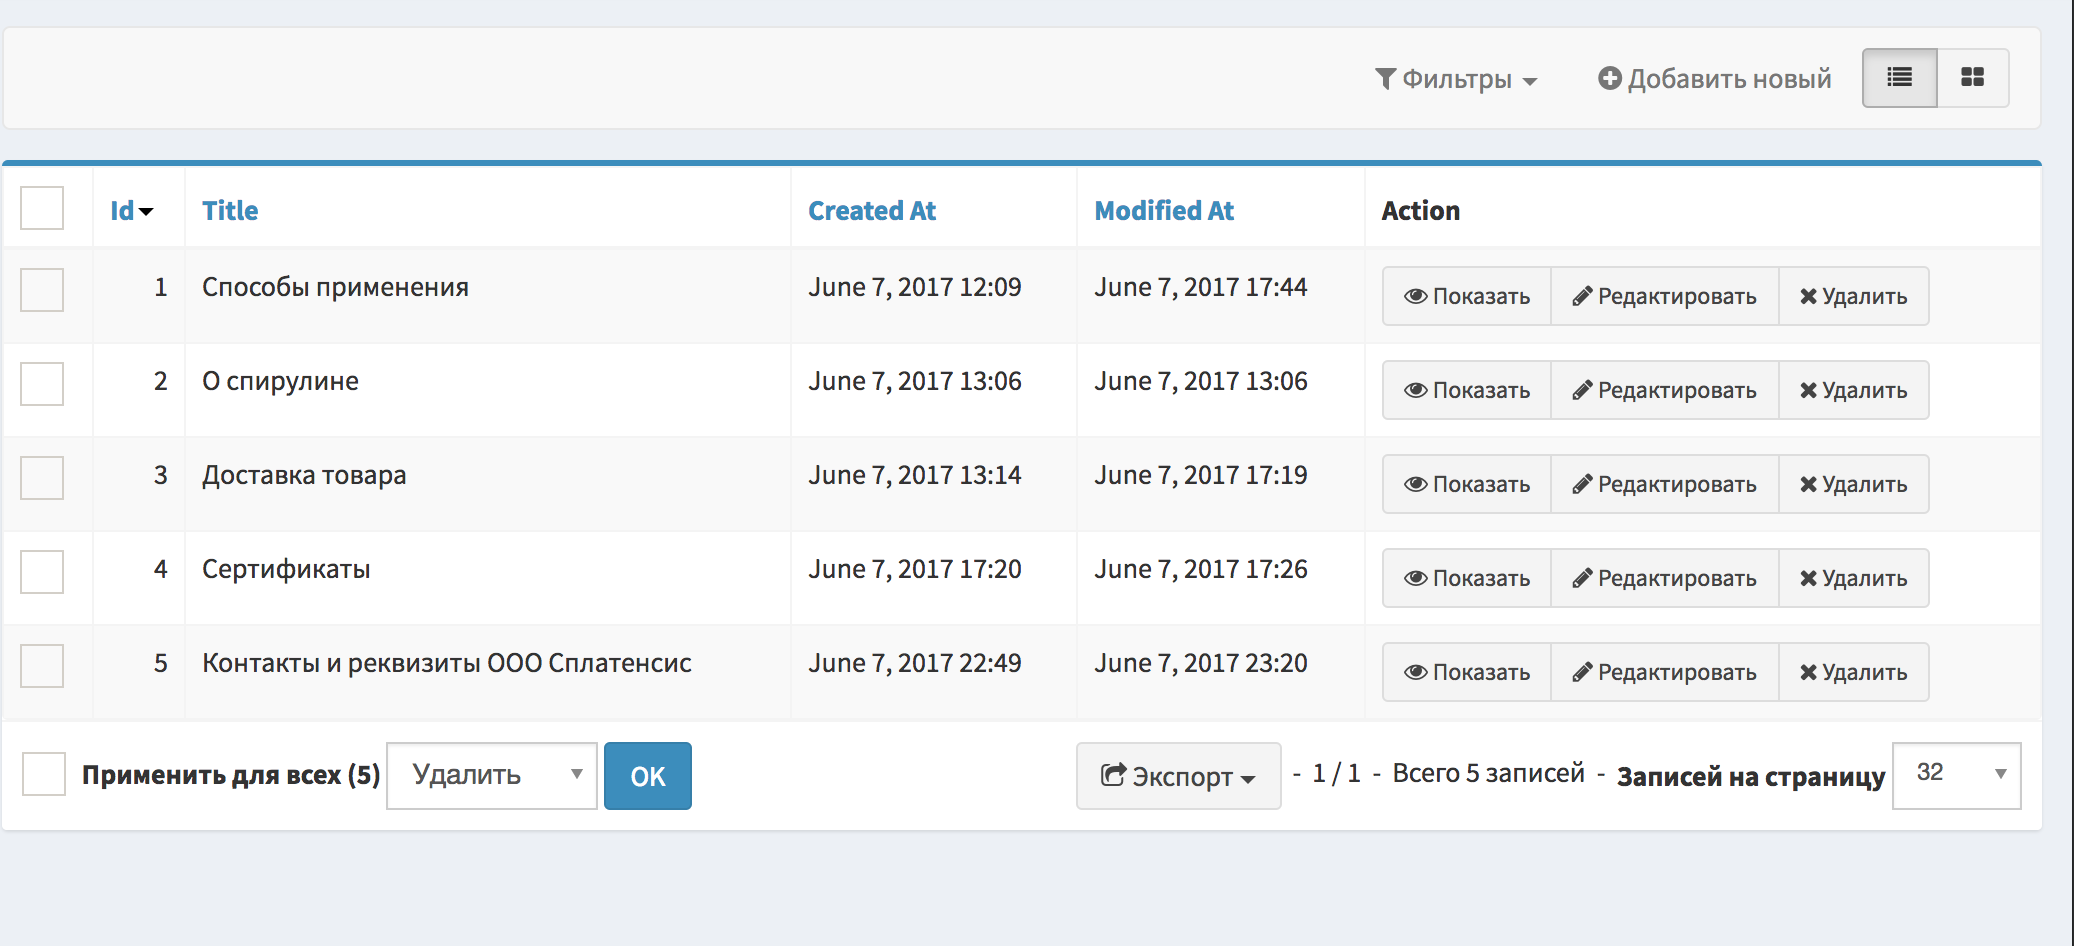 Фильтры Добавить новый
Id Title Created At Modified At Action
1 Способы применения June 7, 2017 12:09 June 7, 2017 17:44 Показать Редактировать Удалить
2 О спирулине June 7, 2017 13:06 June 7, 2017 13:06 Показать Редактировать Удалить
3 Доставка товара June 7, 2017 13:14 June 7, 2017 17:19 Показать Редактировать Удалить
4 Сертификаты June 7, 2017 17:20 June 7, 2017 17:26 Показать Редактировать Удалить
5 Контакты и реквизиты ООО Сплатенсис June 7, 2017 22:49 June 7, 2017 23:20 Показать Редактировать Удалить
Применить для всех (5) Удалить OK Экспорт - 1 / 1 - Всего 5 записей - Записей на страницу 32